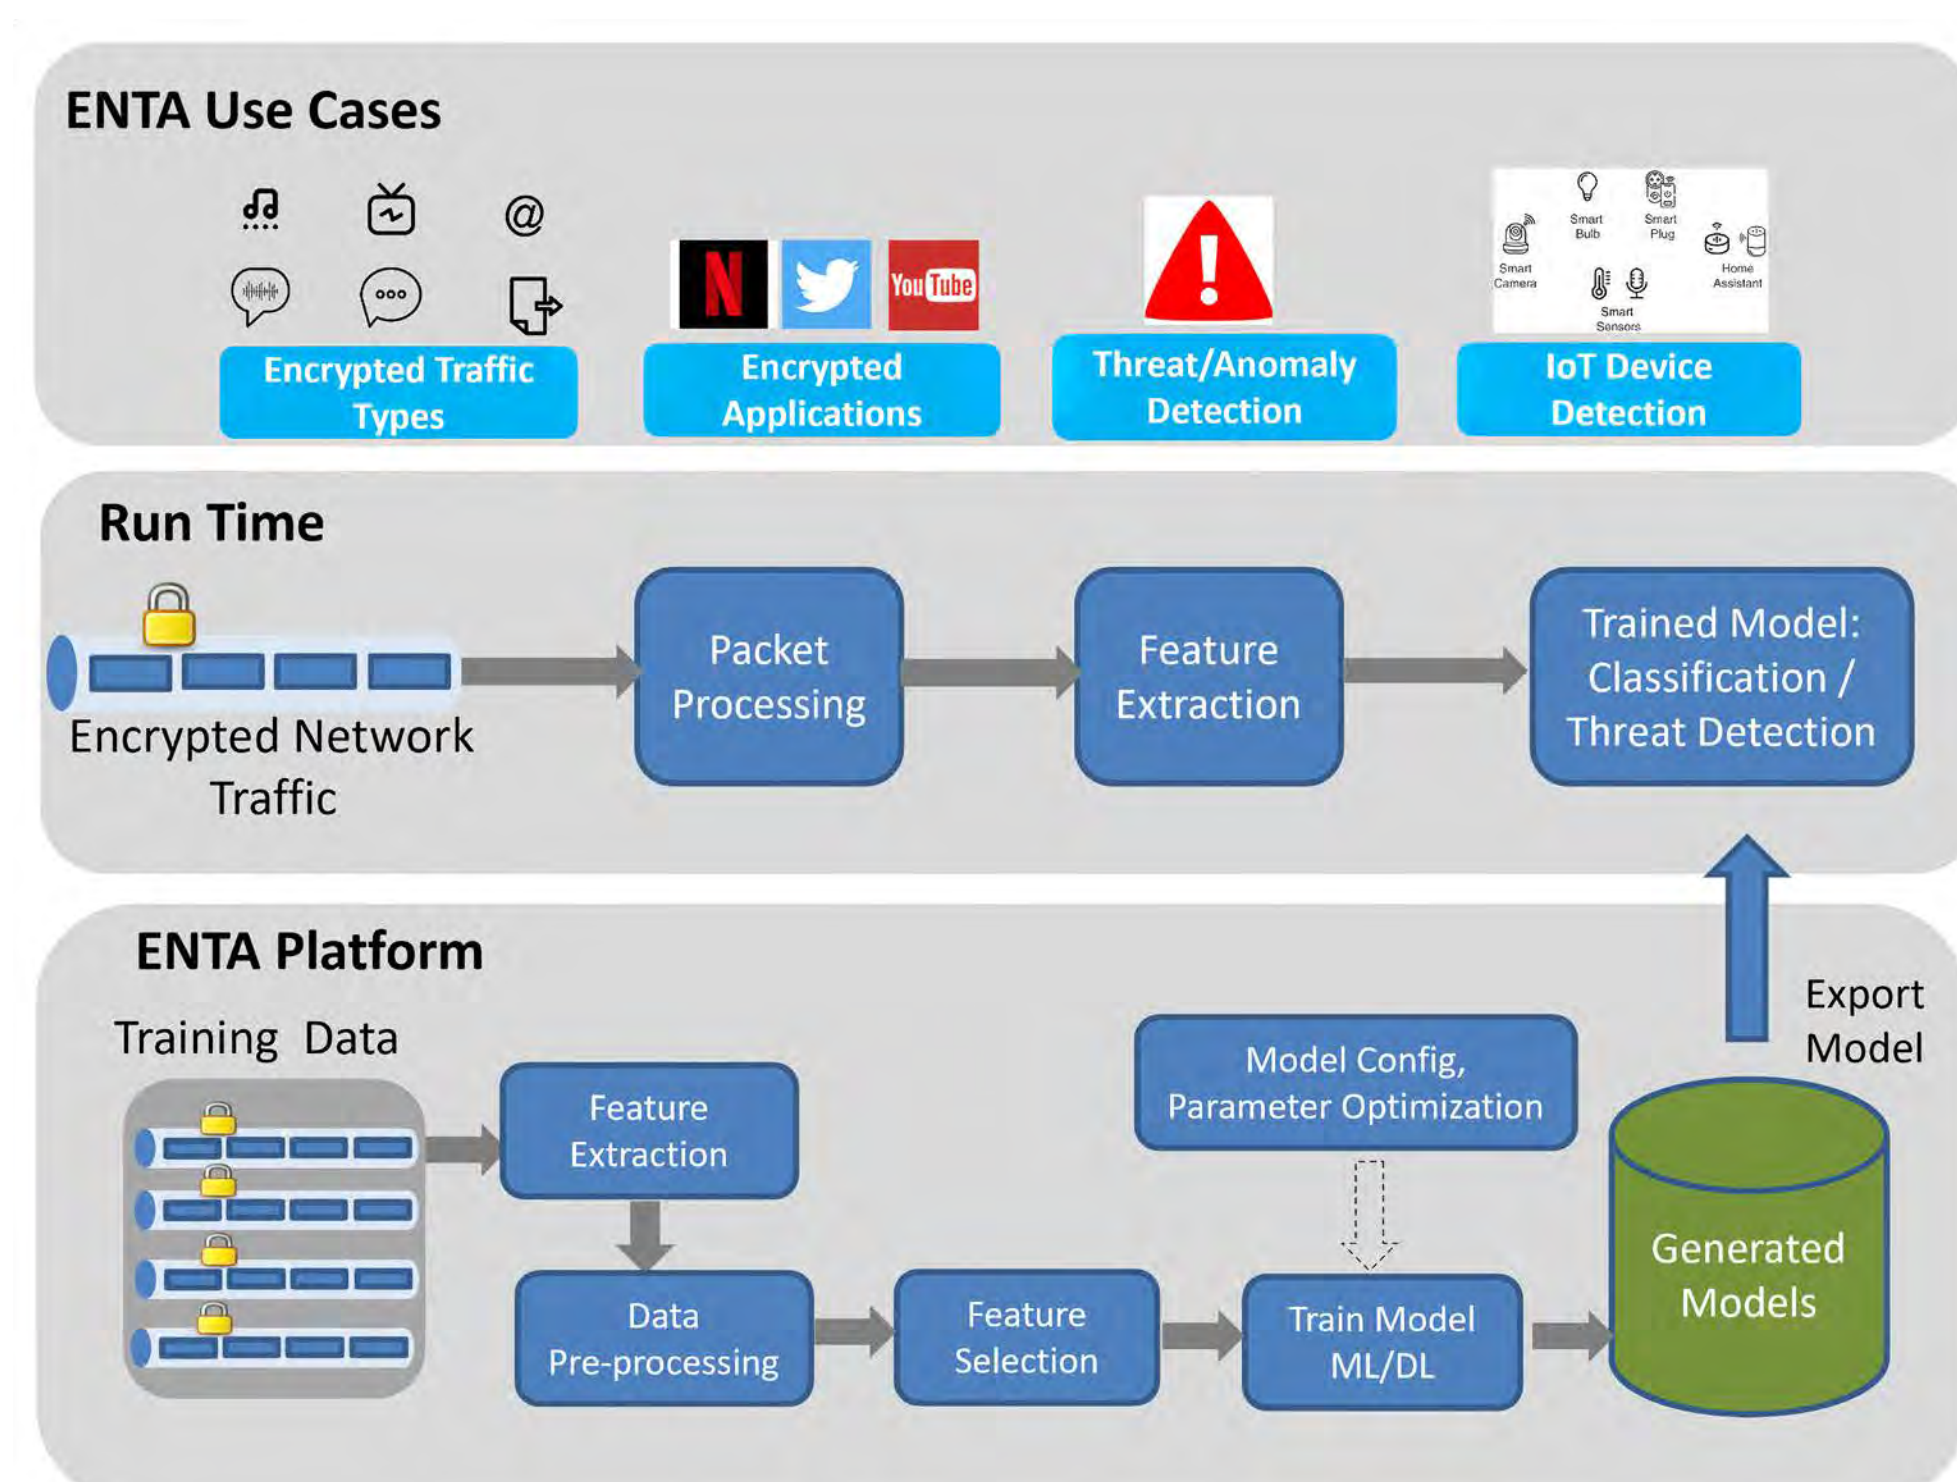 ENTA Use Cases
@
N
You Tube
Smart
Bulb
Smart
Plug
Smart
Camera
Home
Assistant
Smart
Sensors
Encrypted Traffic
Types
Encrypted
Applications
Threat/Anomaly
Detection
IoT Device
Detection
Run Time
Encrypted Network
Traffic
Packet
Processing
Feature
Extraction
Trained Model:
Classification /
Threat Detection
ENTA Platform
Training Data
Feature
Extraction
Data
Pre-processing
Feature
Selection
Model Config,
Parameter Optimization
Train Model
ML/DL
Export
Model
Generated
Models